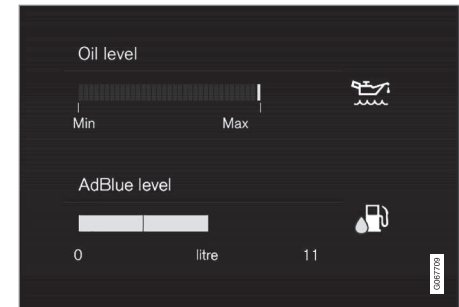 Oil level
Min Max
AdBlue level
0 litre 11
G067709